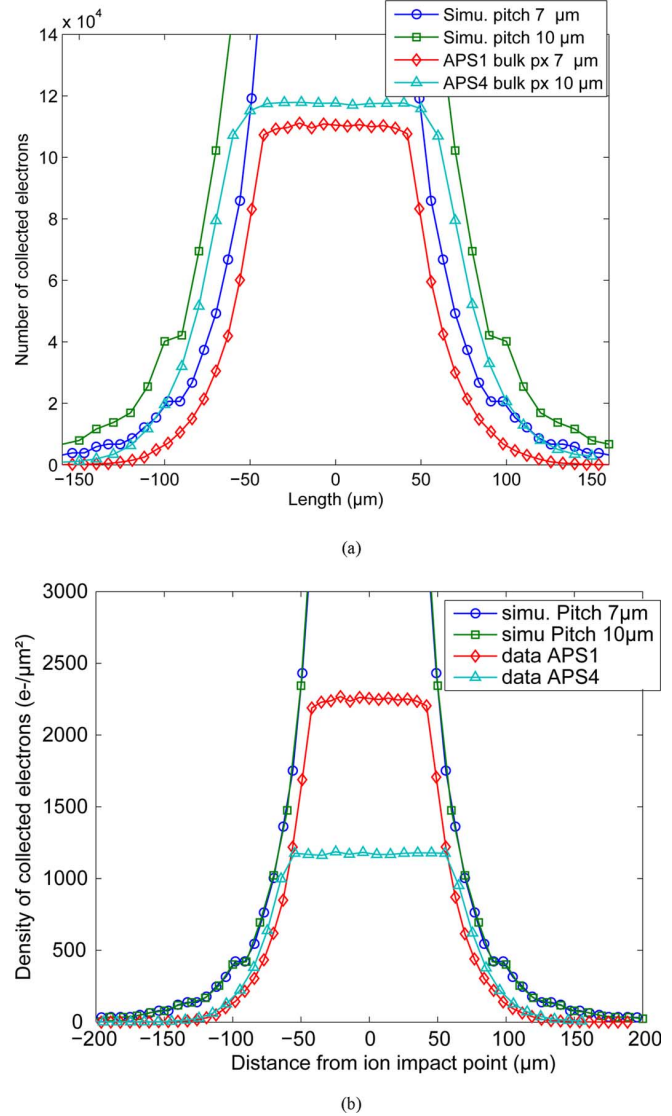 x 10⁴
14
12
10
8
6
4
2
0
Number of collected electrons
Simu. pitch 7 µm
Simu. pitch 10 µm
APS1 bulk px 7 µm
APS4 bulk px 10 µm
−150 −100 −50 0 50 100 150
Length (µm)
(a)
3000
2500
2000
1500
1000
500
0
Density of collected electrons (e-/µm²)
simu. Pitch 7µm
simu Pitch 10µm
data APS1
data APS4
−200 −150 −100 −50 0 50 100 150 200
Distance from ion impact point (µm)
(b)